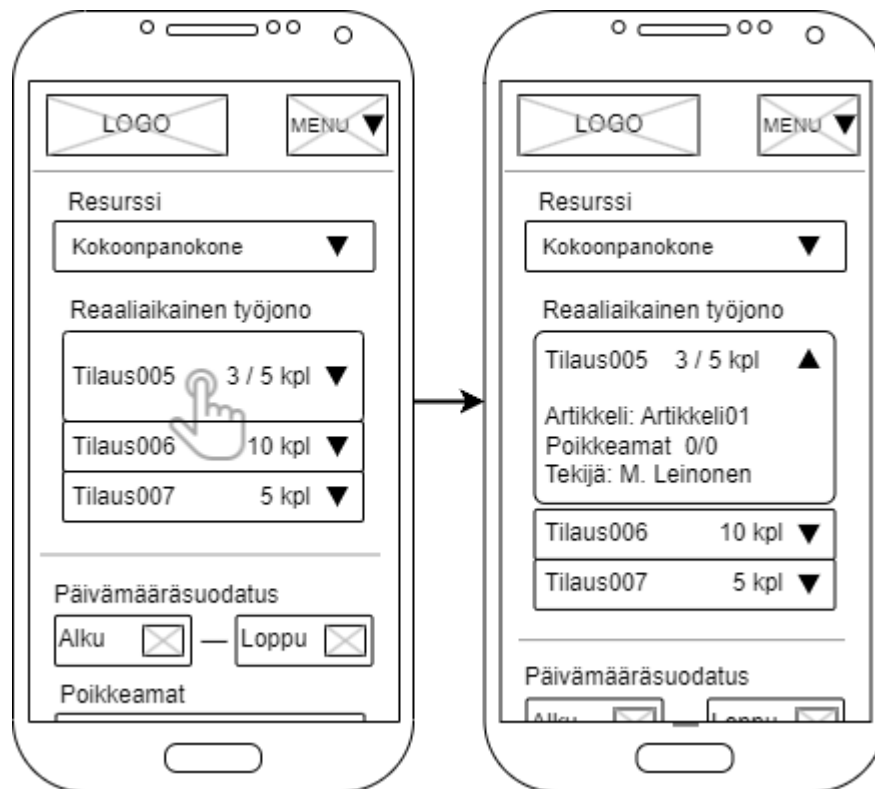 LOGO MENU
Resurssi
Kokoonpanokone
Reaaliaikainen työjono
Tilaus005 3 / 5 kpl
Tilaus006 10 kpl
Tilaus007 5 kpl
Päivämääräsuodatus
Alku — Loppu
Poikkeamat
LOGO MENU
Resurssi
Kokoonpanokone
Reaaliaikainen työjono
Tilaus005 3 / 5 kpl
Artikkeli: Artikkeli01
Poikkeamat 0/0
Tekijä: M. Leinonen
Tilaus006 10 kpl
Tilaus007 5 kpl
Päivämääräsuodatus
Alku — Loppu